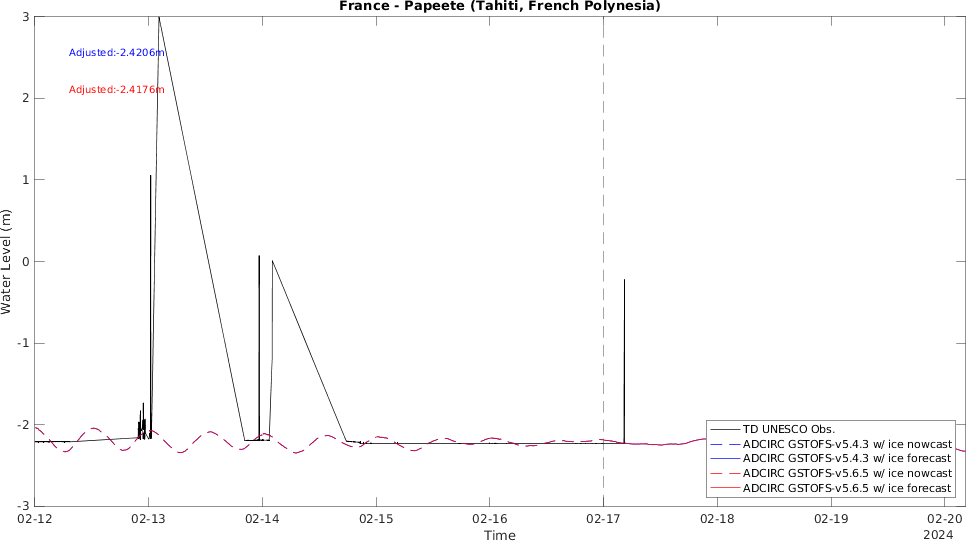 France - Papeete (Tahiti, French Polynesia)
3
Adjusted:-2.4206m
Adjusted:-2.4176m
2
1
0
-1
-2
-3
Water Level (m)
TD UNESCO Obs.
ADCIRC GSTOFS-v5.4.3 w/ ice nowcast
ADCIRC GSTOFS-v5.4.3 w/ ice forecast
ADCIRC GSTOFS-v5.6.5 w/ ice nowcast
ADCIRC GSTOFS-v5.6.5 w/ ice forecast
02-12 02-13 02-14 02-15 02-16 02-17 02-18 02-19 02-20
Time
2024